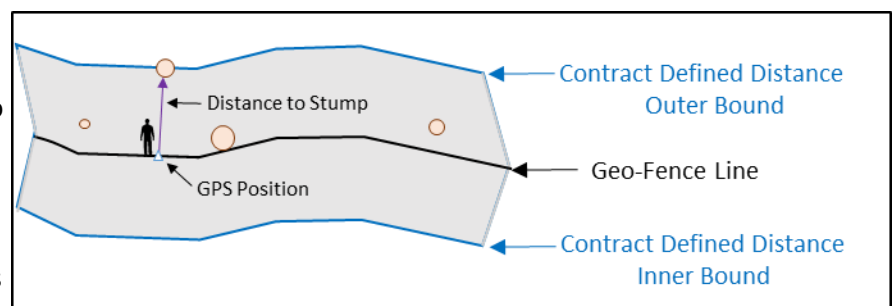 Contract Defined Distance
Outer Bound
Distance to Stump
Geo-Fence Line
GPS Position
Contract Defined Distance
Inner Bound